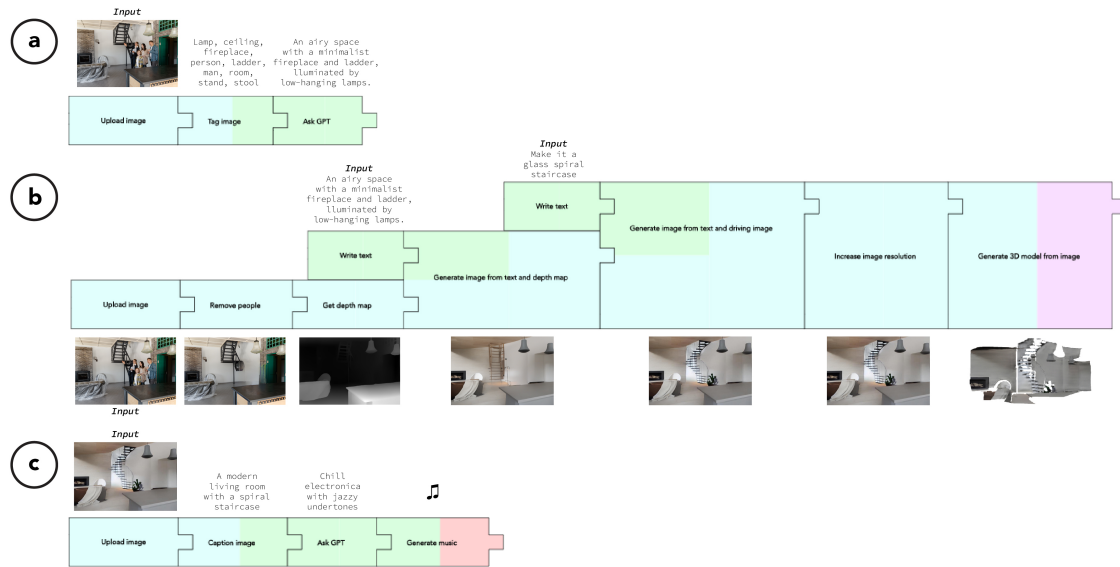 Input
a
Lamp, ceiling,
fireplace,
person, ladder,
man, room,
stand, stool
An airy space
with a minimalist
fireplace and ladder,
illuminated by
low-hanging lamps.
Upload image
Tag image
Ask GPT
Input
Make it a
glass spiral
staircase
b
Input
An airy space
with a minimalist
fireplace and ladder,
illuminated by
low-hanging lamps.
Write text
Generate image from text and driving image
Write text
Generate image from text and depth map
Increase image resolution
Generate 3D model from image
Upload image
Remove people
Get depth map
Input
c
Input
A modern
living room
with a spiral
staircase
Chill
electronica
with jazzy
undertones
Upload image
Caption image
Ask GPT
Generate music